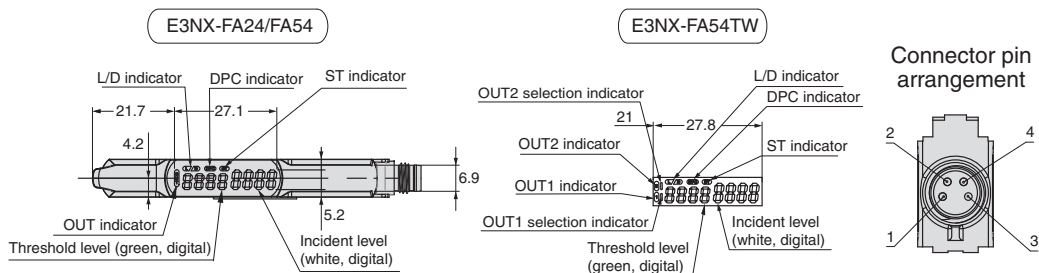 E3NX-FA24/FA54
L/D indicator
DPC indicator
ST indicator
21.7
27.1
4.2
6.9
5.2
OUT indicator
Threshold level (green, digital)
Incident level
(white, digital)
E3NX-FA54TW
L/D indicator
DPC indicator
OUT2 selection indicator
21
27.8
OUT2 indicator
ST indicator
OUT1 indicator
OUT1 selection indicator
Threshold level
(green, digital)
Incident level
(white, digital)
Connector pin
arrangement
2
4
1
3